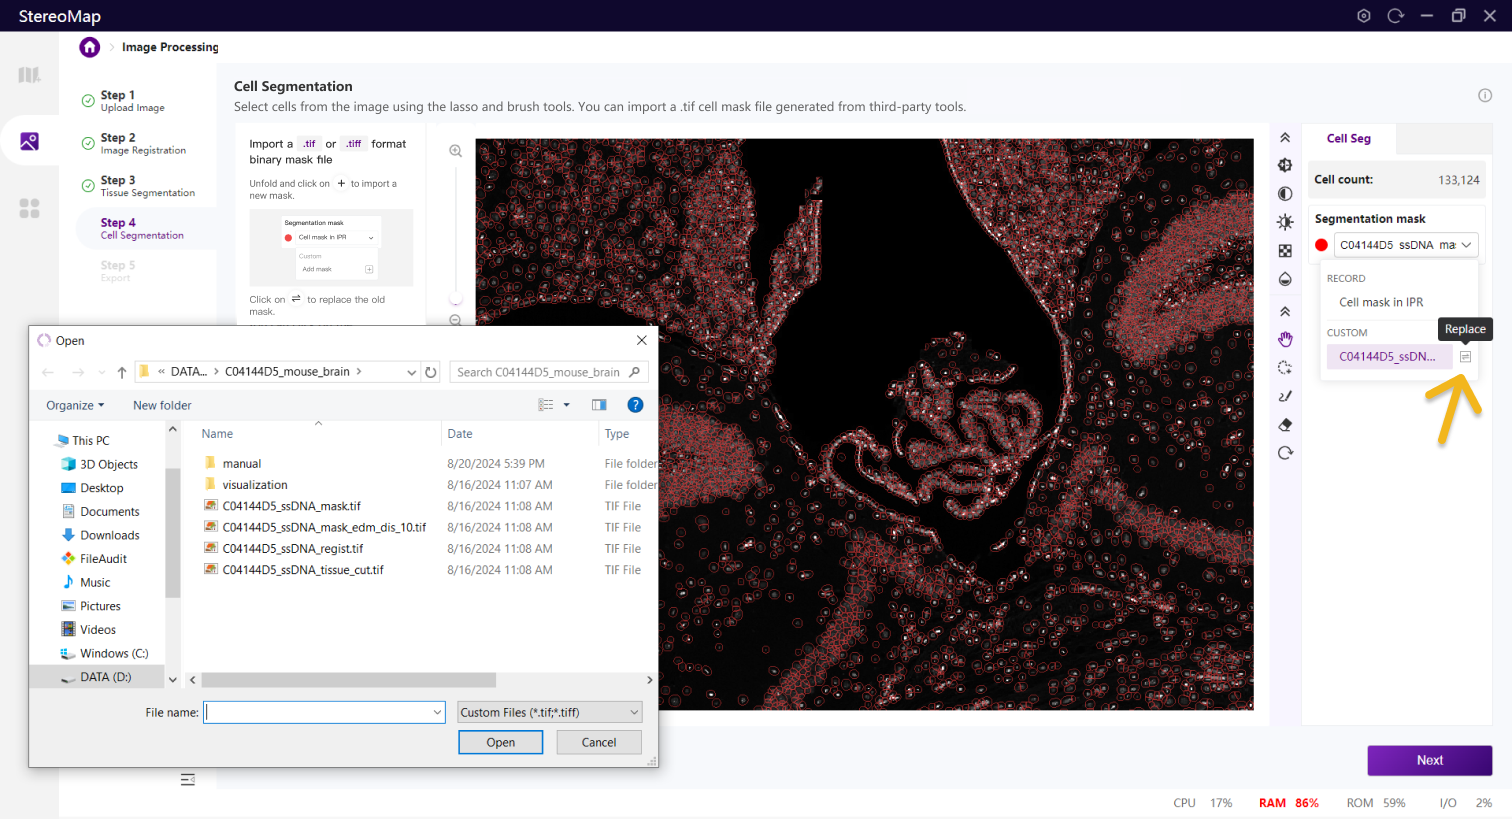 StereoMap
Image Processing
Step 1
Upload Image
Step 2
Image Registration
Step 3
Tissue Segmentation
Step 4
Cell Segmentation
Step 5
Export
Cell Segmentation
Select cells from the image using the lasso and brush tools. You can import a .tif cell mask file generated from third-party tools.
Import a .tif or .tiff format
binary mask file
Unfold and click on + to import a
new mask.
Segmentation mask
Cell mask in IPR
Custom
Add mask
Click on ⇌ to replace the old
mask.
Cell Seg
Cell count: 133,124
Segmentation mask
C04144D5_ssDNA_ma
RECORD
Cell mask in IPR
CUSTOM
Replace
C04144D5_ssDN...
Open
« DATA... > C04144D5_mouse_brain >
Search C04144D5_mouse_brain
Organize
New folder
?
This PC
3D Objects
Desktop
Documents
Downloads
FileAudit
Music
Pictures
Videos
Windows (C:)
DATA (D:)
Name Date Type
manual 8/20/2024 5:39 PM File folder
visualization 8/16/2024 11:07 AM File folder
C04144D5_ssDNA_mask.tif 8/16/2024 11:08 AM TIF File
C04144D5_ssDNA_mask_edm_dis_10.tif 8/16/2024 11:08 AM TIF File
C04144D5_ssDNA_regist.tif 8/16/2024 11:08 AM TIF File
C04144D5_ssDNA_tissue_cut.tif 8/16/2024 11:08 AM TIF File
File name:
Custom Files (*.tif;*.tiff)
Open
Cancel
Next
CPU 17% RAM 86% ROM 59% I/O 2%